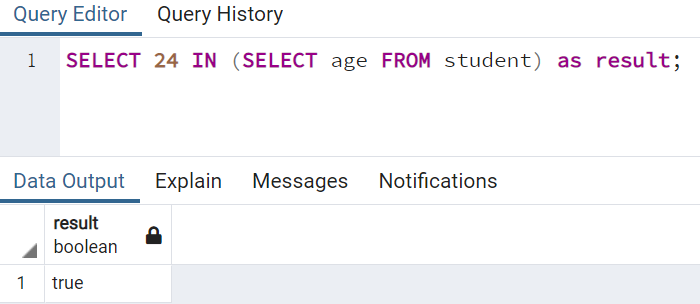 Query Editor Query History
1 SELECT 24 IN (SELECT age FROM student) as result;
Data Output Explain Messages Notifications
result
boolean
1 true